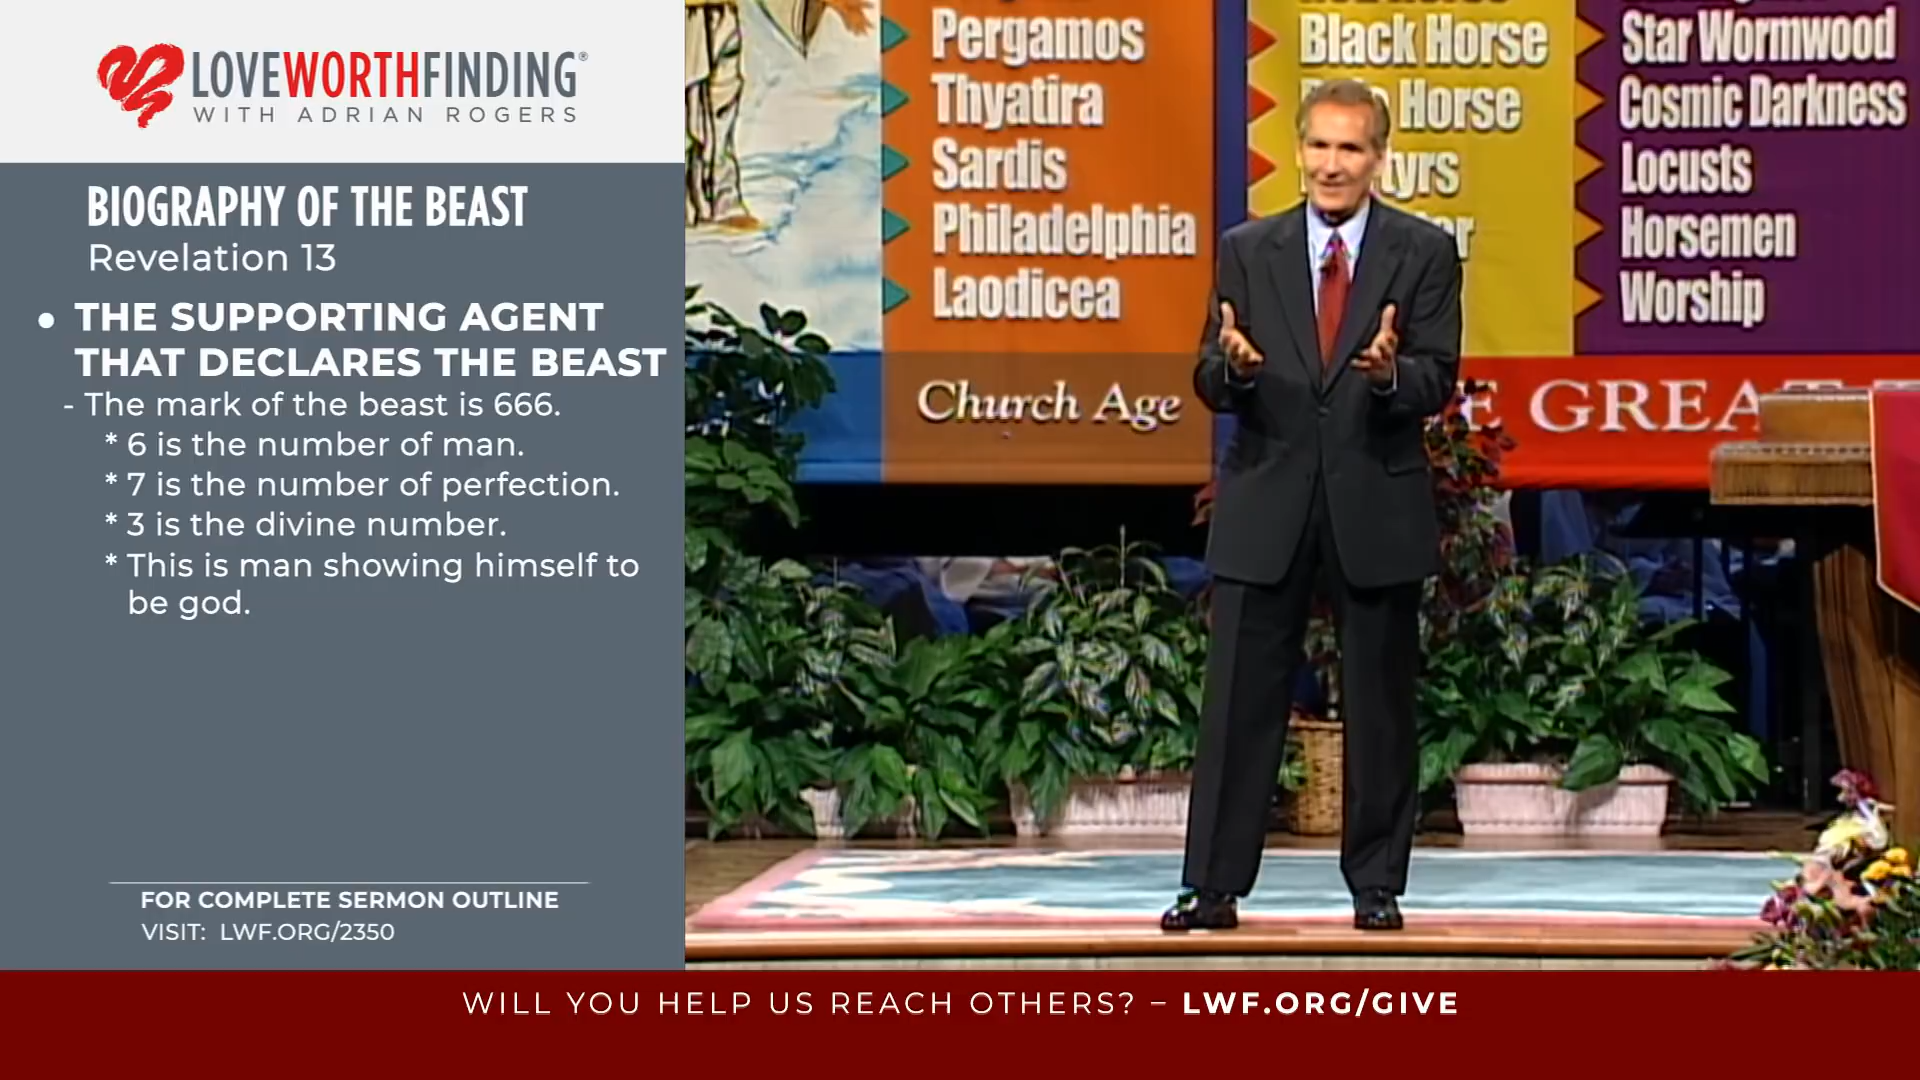 LOVEWORTHFINDING®
WITH ADRIAN ROGERS
BIOGRAPHY OF THE BEAST
Revelation 13
• THE SUPPORTING AGENT
THAT DECLARES THE BEAST
- The mark of the beast is 666.
* 6 is the number of man.
* 7 is the number of perfection.
* 3 is the divine number.
* This is man showing himself to
be god.
FOR COMPLETE SERMON OUTLINE
VISIT: LWF.ORG/2350
Pergamos
Thyatira
Sardis
Philadelphia
Laodicea
Church Age
Black Horse
Horse
Star Wormwood
Cosmic Darkness
Locusts
Horsemen
Worship
GREA
WILL YOU HELP US REACH OTHERS? – LWF.ORG/GIVE